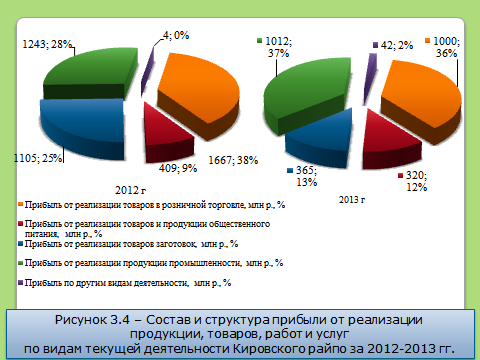 1243; 28%
4; 0%
1105; 25%
409; 9%
1667; 38%
2012 г
1012;
37%
42; 2%
1000;
36%
365;
13%
320;
12%
2013 г
Прибыль от реализации товаров в розничной торговле, млн р., %
Прибыль от реализации товаров и продукции общественного
питания, млн р., %
Прибыль от реализации товаров заготовок, млн р., %
Прибыль от реализации продукции промышленности, млн р., %
Прибыль по другим видам деятельности, млн р., %
Рисунок 3.4 – Состав и структура прибыли от реализации
продукции, товаров, работ и услуг
по видам текущей деятельности Кировского райпо за 2012-2013 гг.